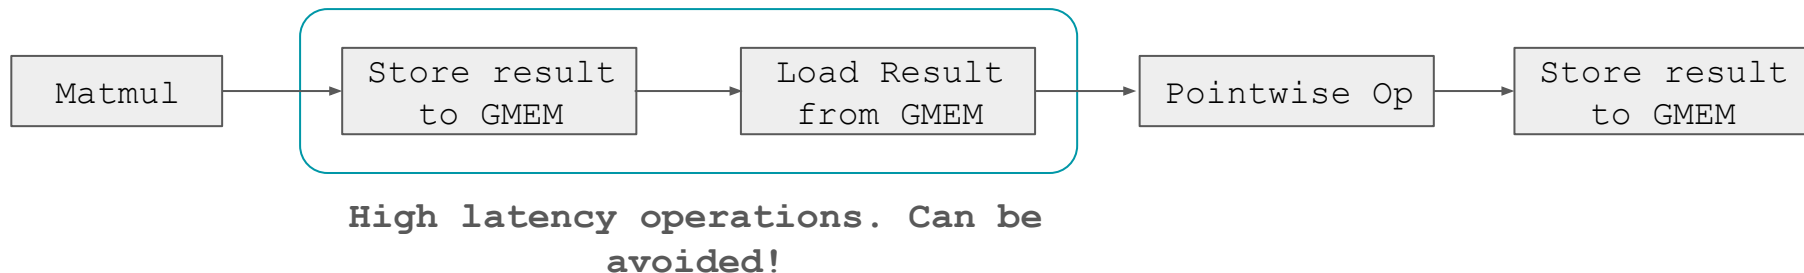 Matmul
Store result
to GMEM
Load Result
from GMEM
Pointwise Op
Store result
to GMEM
High latency operations. Can be
avoided!